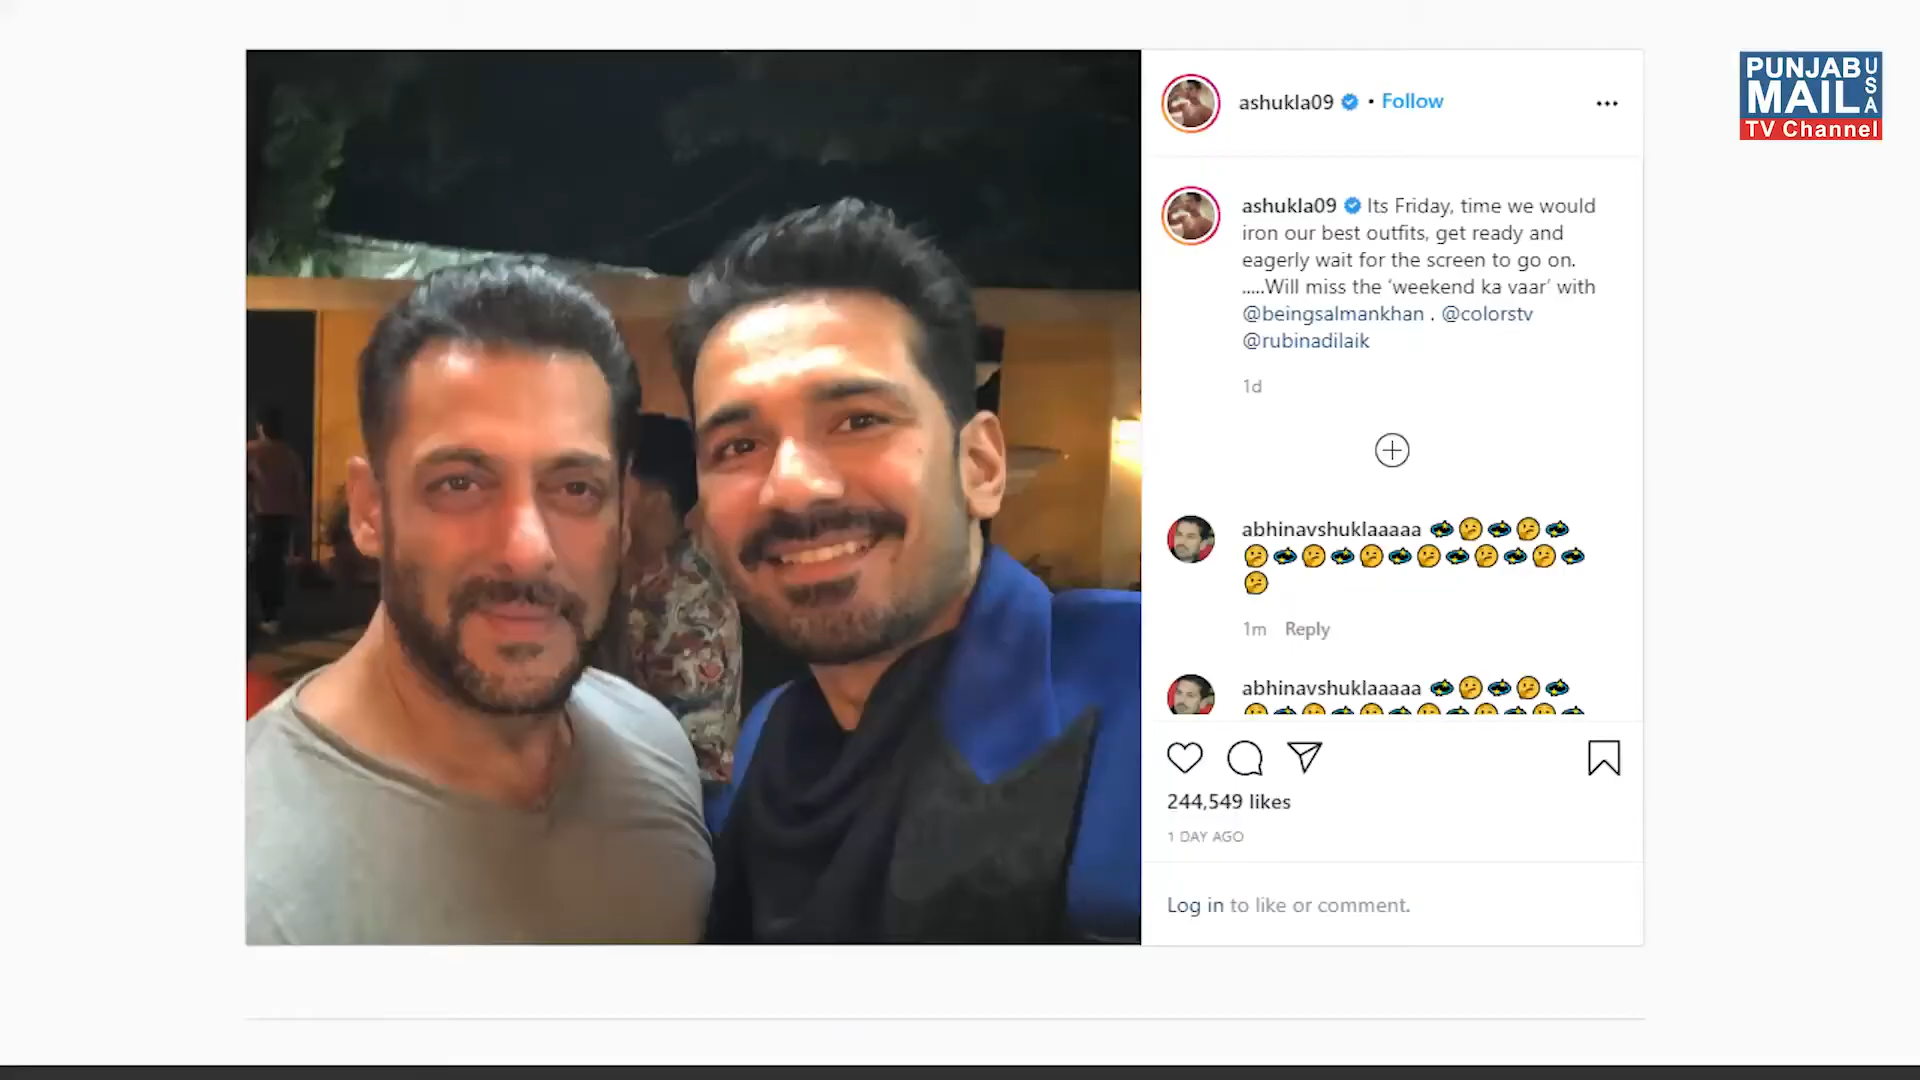 PUNJAB USA
MAIL
TV Channel
ashukla09 • Follow
ashukla09 Its Friday, time we would
iron our best outfits, get ready and
eagerly wait for the screen to go on.
.....Will miss the ‘weekend ka vaar’ with
@beingsalmankhan . @colorstv
@rubinadilaik
1d
abhinavshuklaaaaa 💫🤔💫🤔💫
🤔💫🤔💫🤔💫🤔💫🤔💫🤔💫
🤔
1m Reply
abhinavshuklaaaaa 💫🤔💫🤔💫
🤔💫🤔💫🤔💫🤔💫🤔💫🤔💫
244,549 likes
1 DAY AGO
Log in to like or comment.